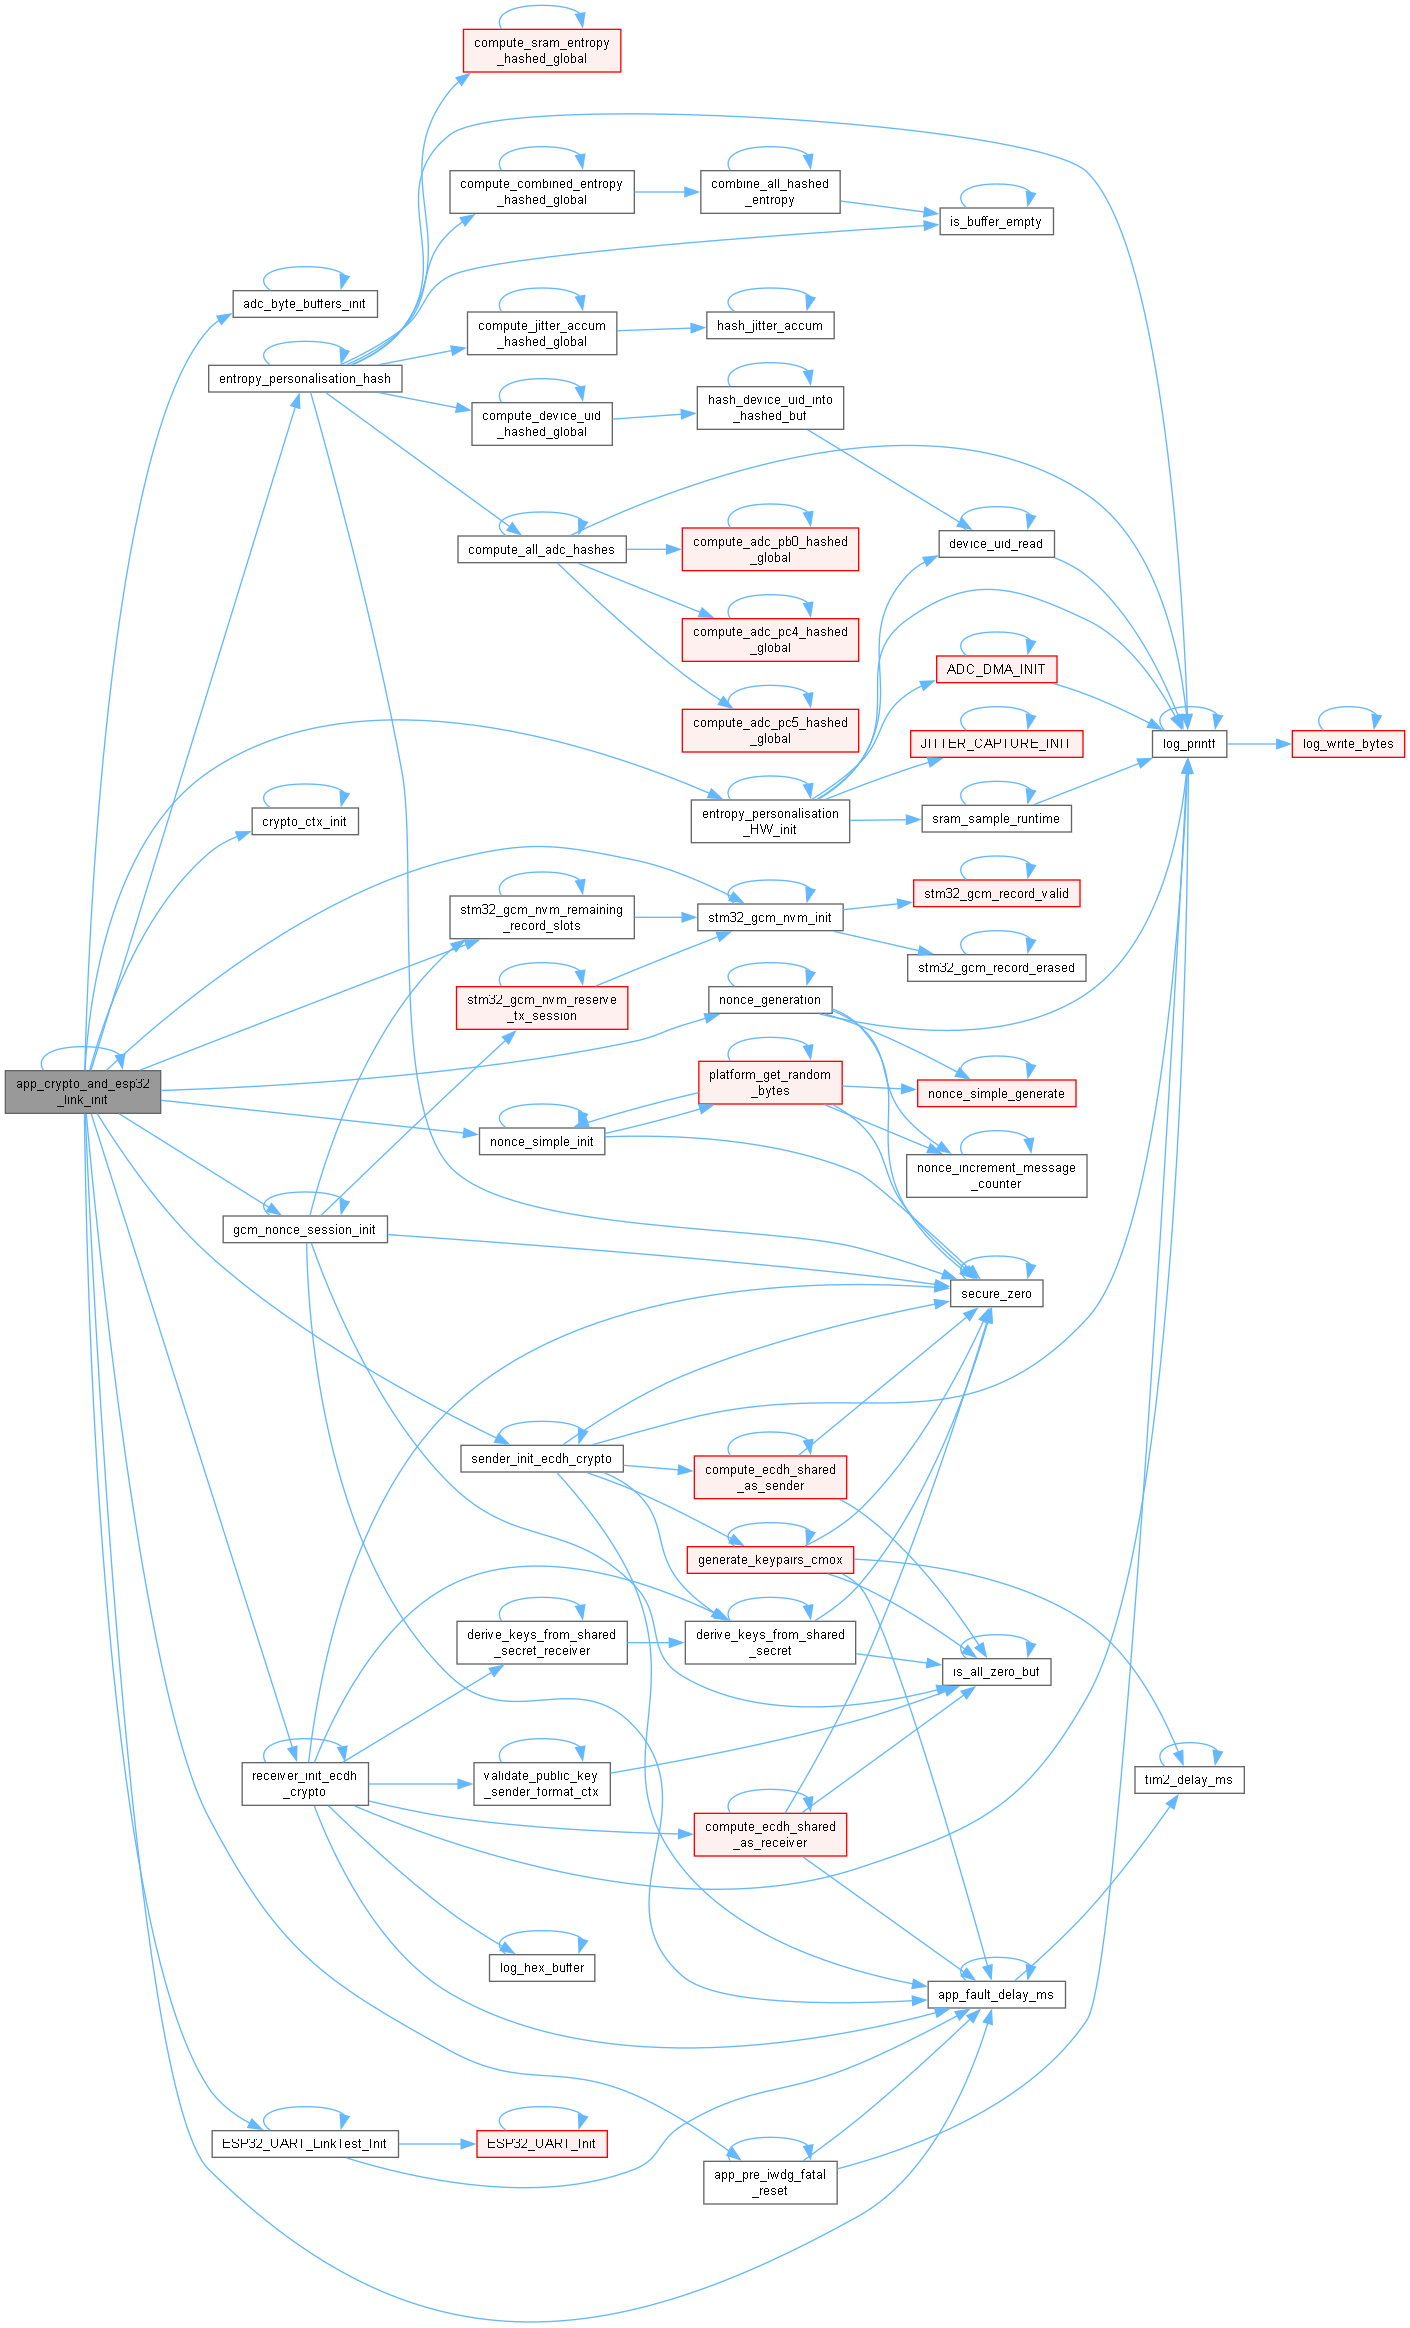 compute_sram_entropy
_hashed_global
compute_combined_entropy
_hashed_global
combine_all_hashed
_entropy
is_buffer_empty
adc_byte_buffers_init
compute_jitter_accum
_hashed_global
hash_jitter_accum
entropy_personalisation_hash
compute_device_uid
_hashed_global
hash_device_uid_into
_hashed_buf
compute_all_adc_hashes
compute_adc_pb0_hashed
_global
device_uid_read
compute_adc_pc4_hashed
_global
ADC_DMA_INIT
compute_adc_pc5_hashed
_global
JITTER_CAPTURE_INIT
log_printf
log_write_bytes
crypto_ctx_init
entropy_personalisation
_HW_init
sram_sample_runtime
stm32_gcm_nvm_remaining
_record_slots
stm32_gcm_nvm_init
stm32_gcm_record_valid
stm32_gcm_record_erased
stm32_gcm_nvm_reserve
_tx_session
nonce_generation
app_crypto_and_esp32
_link_init
platform_get_random
_bytes
nonce_simple_generate
nonce_simple_init
nonce_increment_message
_counter
gcm_nonce_session_init
secure_zero
sender_init_ecdh_crypto
compute_ecdh_shared
_as_sender
generate_keypairs_cmox
derive_keys_from_shared
_secret_receiver
derive_keys_from_shared
_secret
is_all_zero_buf
receiver_init_ecdh
_crypto
validate_public_key
_sender_format_ctx
tim2_delay_ms
compute_ecdh_shared
_as_receiver
log_hex_buffer
app_fault_delay_ms
ESP32_UART_LinkTest_Init
ESP32_UART_Init
app_pre_iwdg_fatal
_reset